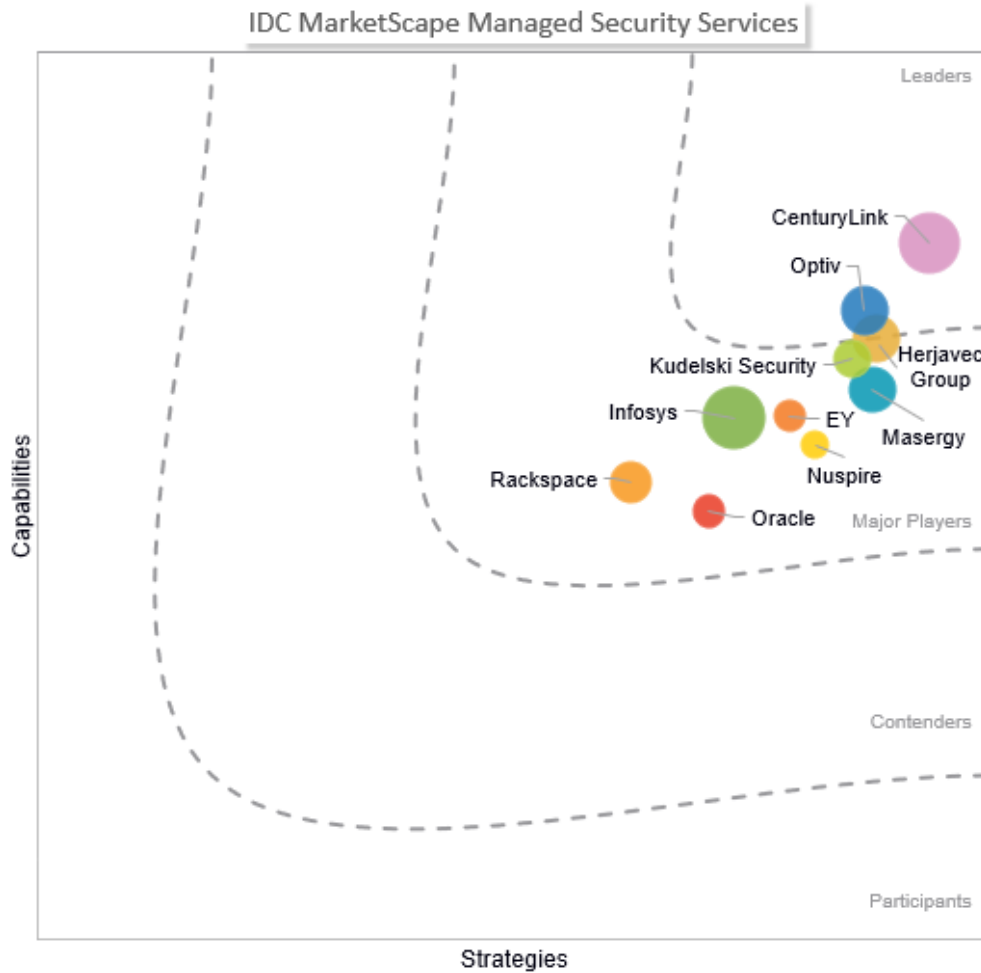 IDC MarketScape Managed Security Services
Leaders
CenturyLink
Optiv
Herjavec
Group
Kudelski Security
Infosys
EY
Masergy
Nuspire
Rackspace
Oracle
Major Players
Capabilities
Contenders
Participants
Strategies